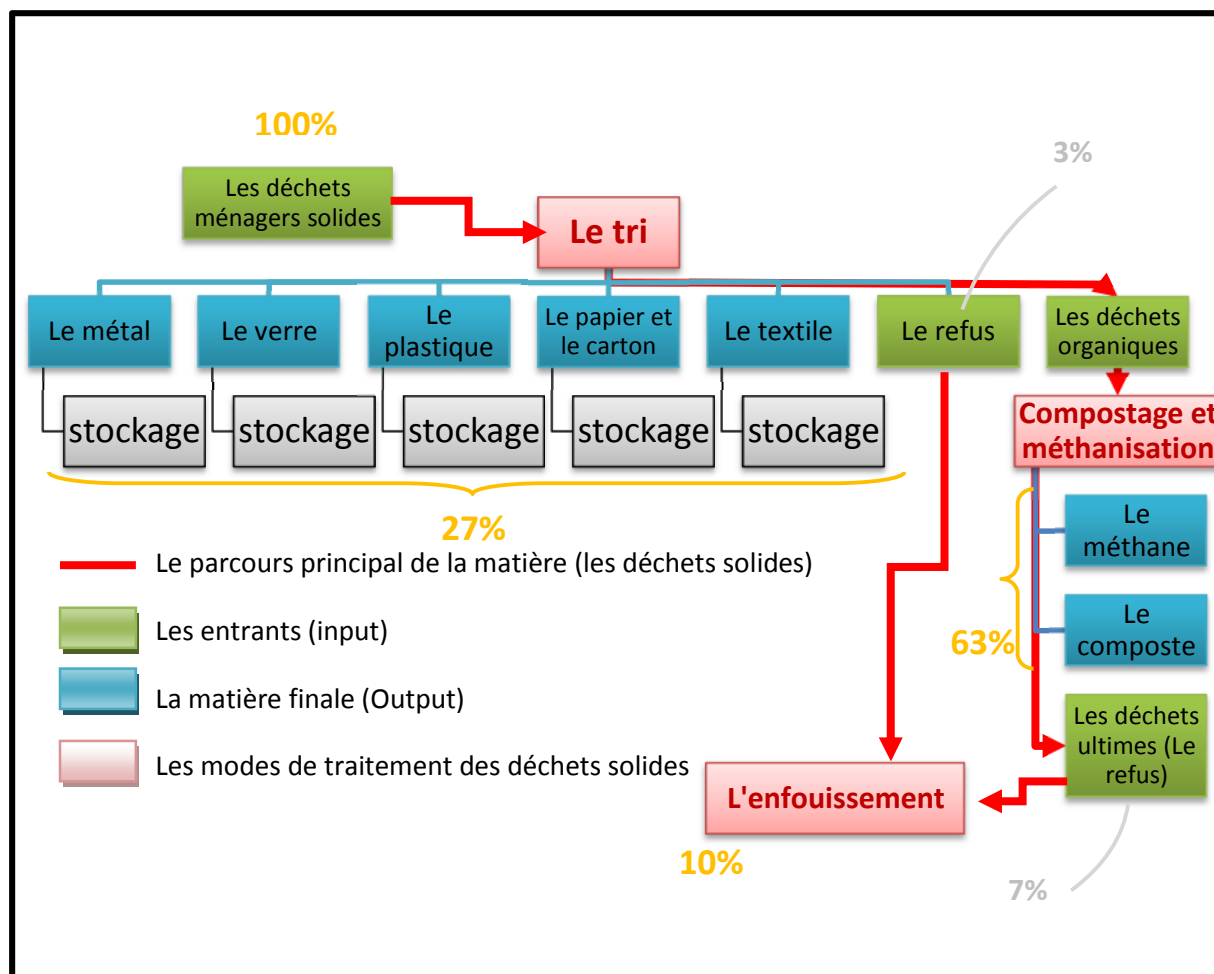 100%
3%
Les déchets
ménagers solides
Le tri
Le métal
Le verre
Le
plastique
Le papier et
le carton
Le textile
Le refus
Les déchets
organiques
stockage
stockage
stockage
stockage
stockage
Compostage et
méthanisation
27%
Le méthane
Le
composte
63%
Le parcours principal de la matière (les déchets solides)
Les entrants (input)
La matière finale (Output)
Les modes de traitement des déchets solides
Les déchets
ultimes (Le
refus)
L'enfouissement
10%
7%